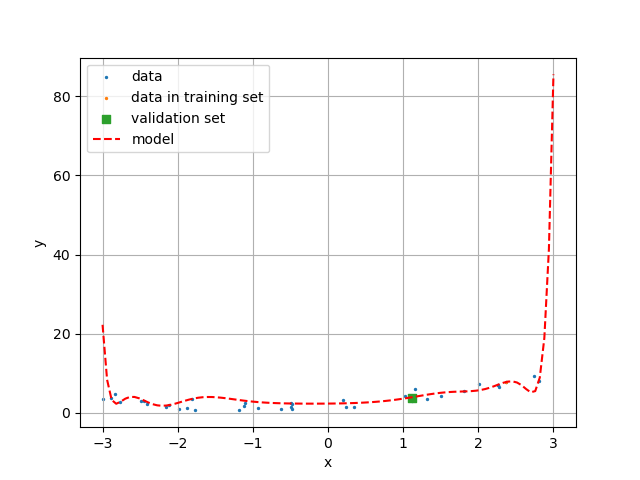 data
data in training set
validation set
model
80
60
40
20
0
y
−3 −2 −1 0 1 2 3
x